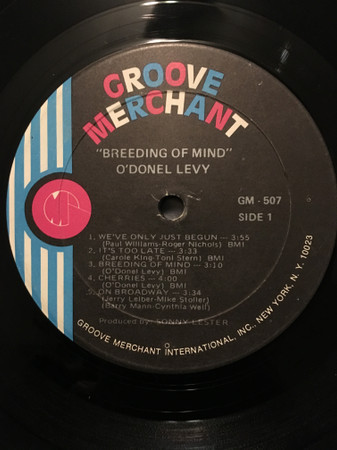 GROOVE
MERCHANT
"BREEDING OF MIND"
O'DONEL LEVY
GM - 507
SIDE 1
1. WE'VE ONLY JUST BEGUN — 3:55
(Paul Williams-Roger Nichols) BMI
2. IT'S TOO LATE — 3:33
(Carole King-Toni Stern) BMI
3. BREEDING OF MIND — 3:10
(O'Donel Levy) BMI
4. CHERRIES — 4:00
(O'Donel Levy) BMI
5. ON BROADWAY — 3:34
(Jerry Leiber-Mike Stoller)
(Barry Mann-Cynthia Weil)
Produced by: SONNY LESTER
GROOVE MERCHANT INTERNATIONAL, INC., NEW YORK, N. Y. 10023